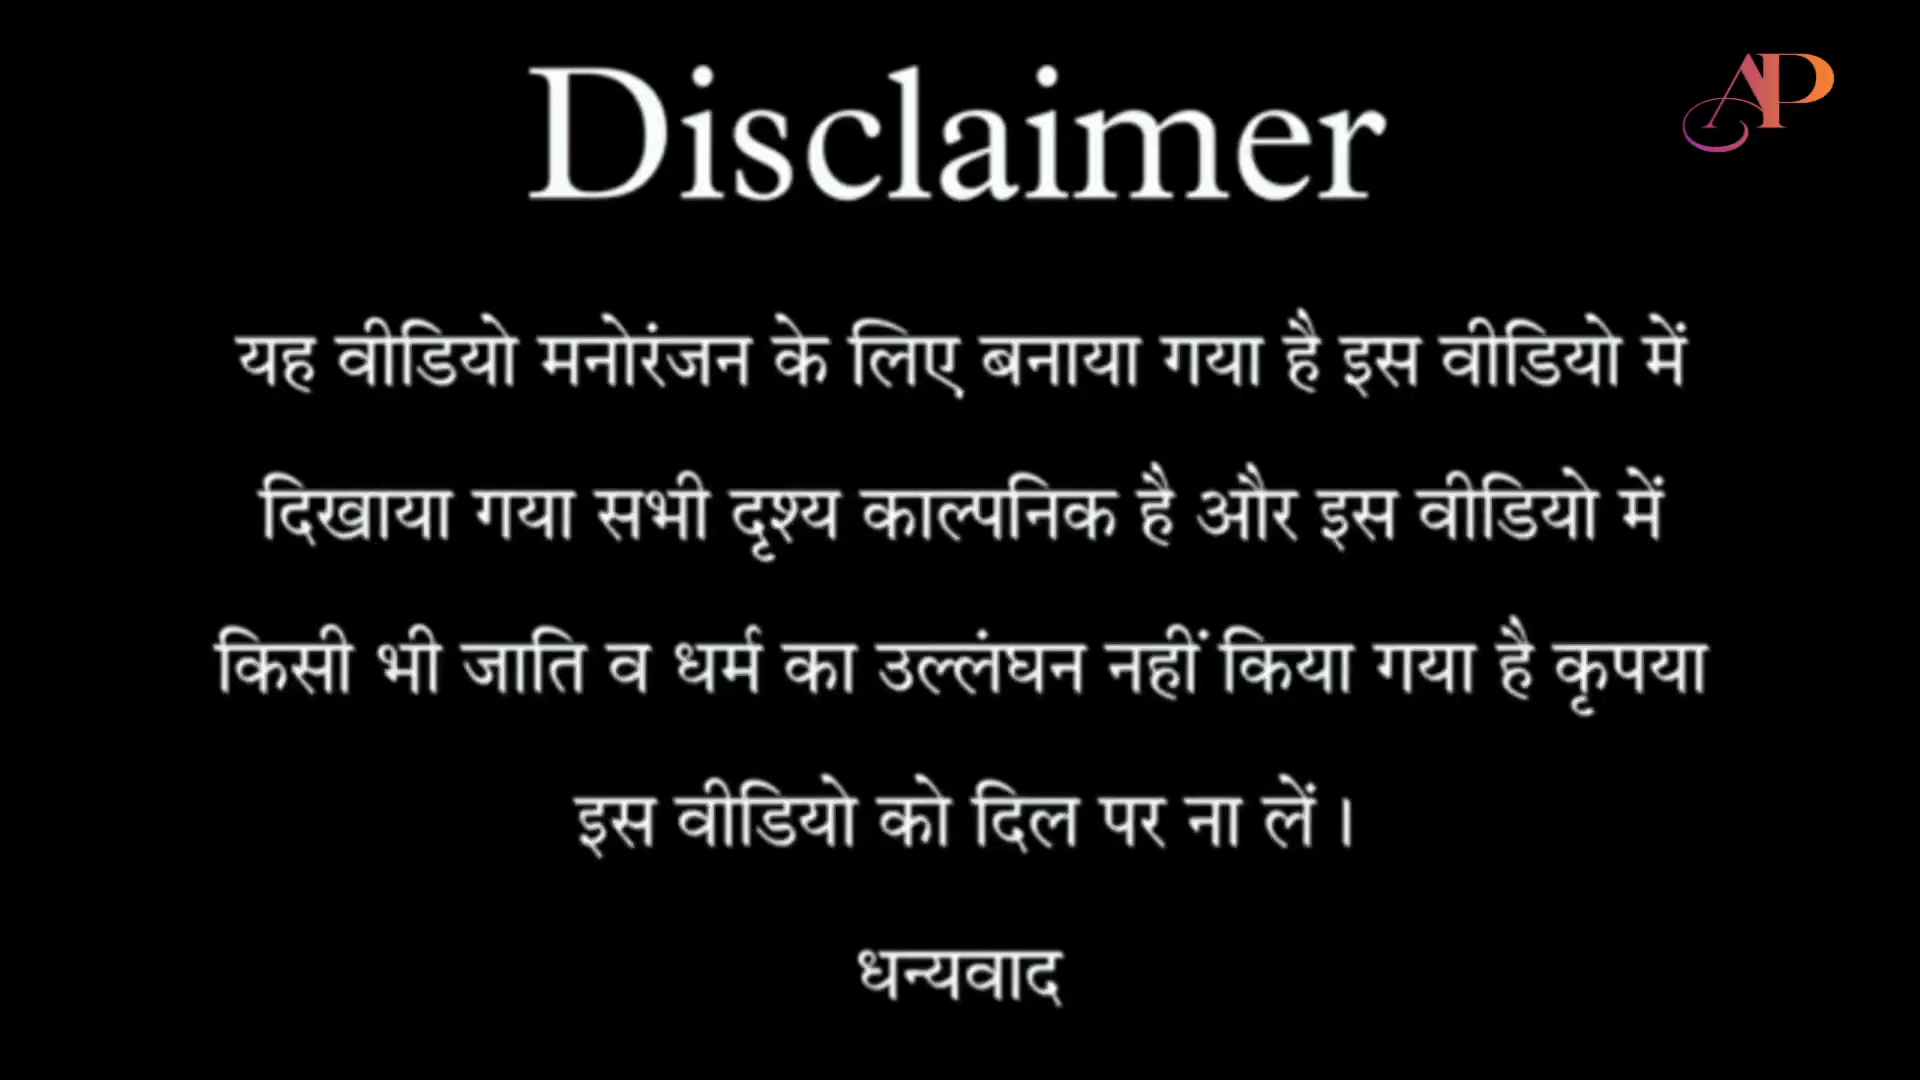 Disclaimer
AP
यह वीडियो मनोरंजन के लिए बनाया गया है इस वीडियो में
दिखाया गया सभी दृश्य काल्पनिक है और इस वीडियो में
किसी भी जाति व धर्म का उल्लंघन नहीं किया गया है कृपया
इस वीडियो को दिल पर ना लें ।
धन्यवाद